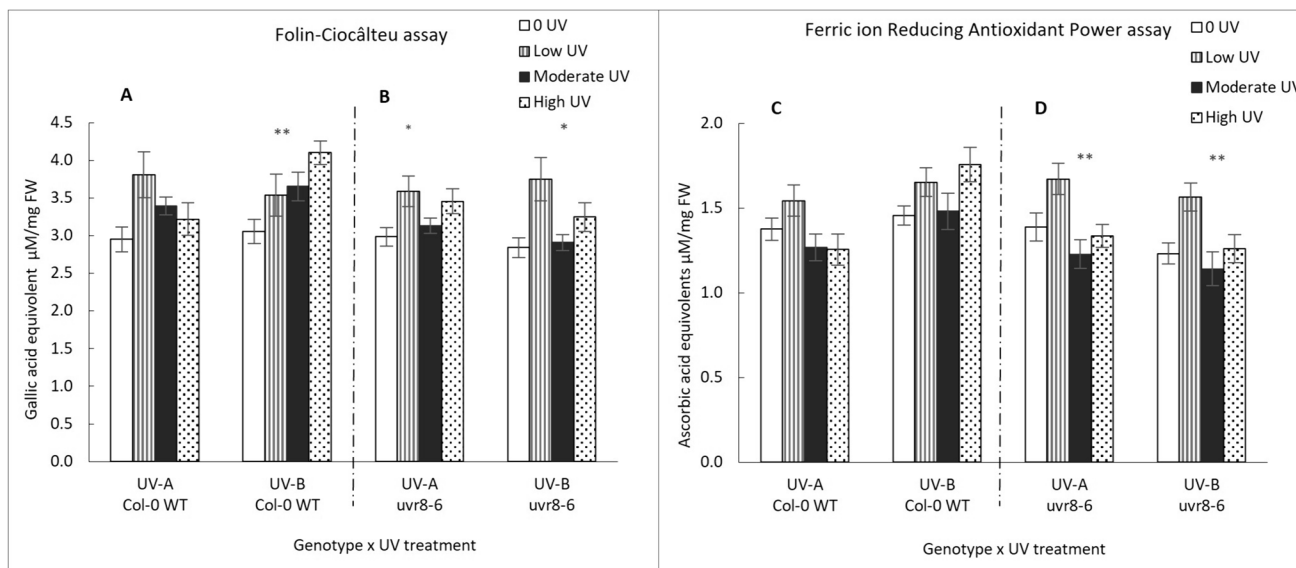 Folin-Ciocâlteu assay
0 UV
Low UV
Moderate UV
High UV
A
B
4.5
4.0
3.5
3.0
2.5
2.0
1.5
1.0
0.5
0.0
**
*
*
Gallic acid equivolent µM/mg FW
UV-A
Col-0 WT
UV-B
Col-0 WT
UV-A
uvr8-6
UV-B
uvr8-6
Genotype x UV treatment
Ferric ion Reducing Antioxidant Power assay
0 UV
Low UV
Moderate UV
High UV
C
D
2.0
1.5
1.0
0.5
0.0
**
**
Ascorbic acid equivolents µM/mg FW
UV-A
Col-0 WT
UV-B
Col-0 WT
UV-A
uvr8-6
UV-B
uvr8-6
Genotype x UV treatment